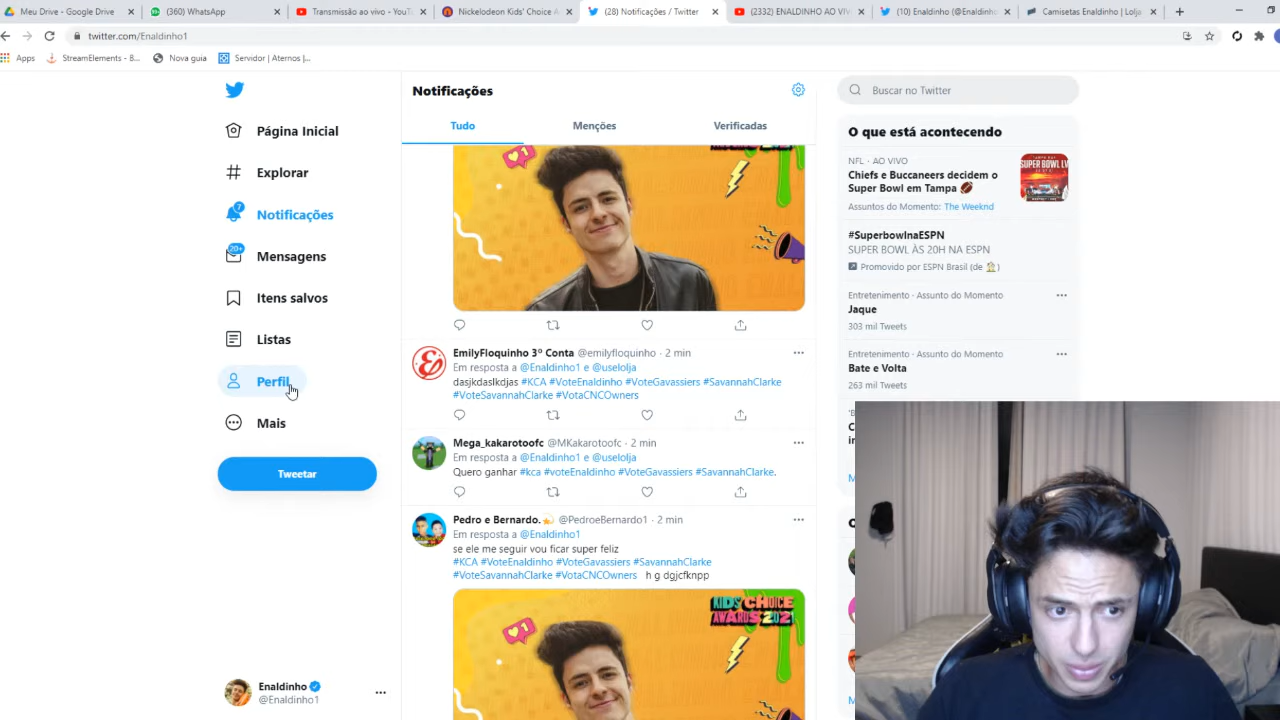 Meu Drive - Google Drive
(360) WhatsApp
Transmissão ao vivo - YouT
Nickelodeon Kids' Choice A
(28) Notificações / Twitter
(2332) ENALDINHO AO VIV
(10) Enaldinho (@Enaldinho
Camisetas Enaldinho | Lolja
twitter.com/Enaldinho1
Apps
StreamElements - B...
Nova guia
Servidor | Aternos |...
Página Inicial
Explorar
7
Notificações
20+
Mensagens
Itens salvos
Listas
Perfil
Mais
Tweetar
Enaldinho
@Enaldinho1
Notificações
Tudo
Menções
Verificadas
EmilyFloquinho 3º Conta @emilyfloquinho · 2 min
Em resposta a @Enaldinho1 e @uselolja
dasjkdaslkdjas #KCA #VoteEnaldinho #VoteGavassiers #SavannahClarke
#VoteSavannahClarke #VotaCNCOwners
Mega_kakarotoofc @MKakarotoofc · 2 min
Em resposta a @Enaldinho1 e @uselolja
Quero ganhar #kca #voteEnaldinho #VoteGavassiers #SavannahClarke.
Pedro e Bernardo. @PedroeBernardo1 · 2 min
Em resposta a @Enaldinho1
se ele me seguir vou ficar super feliz
#KCA #VoteEnaldinho #VoteGavassiers #SavannahClarke
#VoteSavannahClarke #VotaCNCOwners h g dgjcfknpp
KIDS' CHOICE
AWARDS 2021
Buscar no Twitter
O que está acontecendo
NFL · AO VIVO
Chiefs e Buccaneers decidem o
Super Bowl em Tampa
Assuntos do Momento: The Weeknd
SUPER BOWL LV
#SuperbowlnaESPN
SUPER BOWL ÀS 20H NA ESPN
Promovido por ESPN Brasil (de )
Entretenimento · Assunto do Momento
Jaque
303 mil Tweets
Entretenimento · Assunto do Momento
Bate e Volta
263 mil Tweets